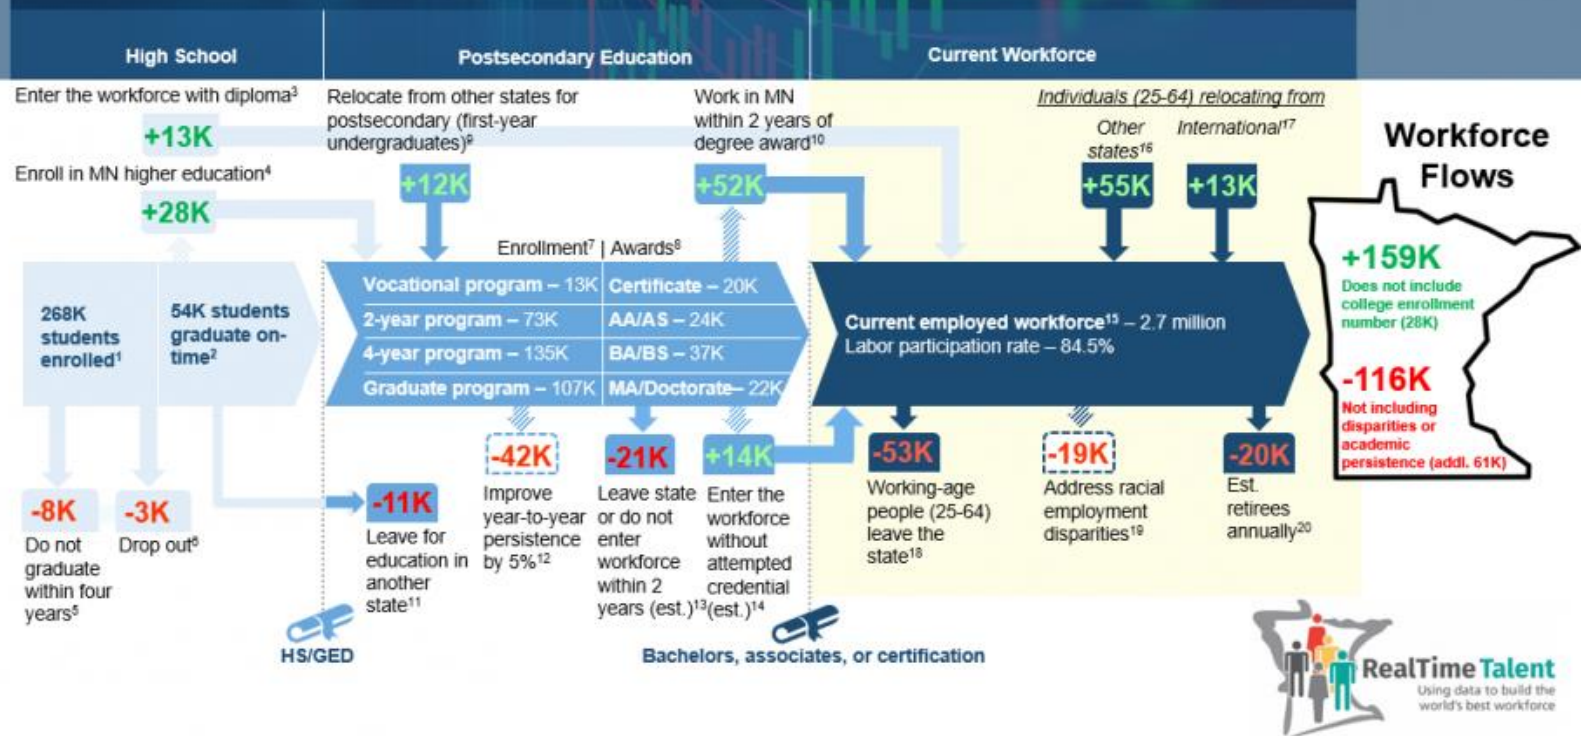 High School
Postsecondary Education
Current Workforce
Enter the workforce with diploma³
+13K
Enroll in MN higher education⁴
+28K
268K
students
enrolled¹
54K students
graduate on-
time²
-8K
Do not
graduate
within four
years⁵
-3K
Drop out⁶
HS/GED
Relocate from other states for
postsecondary (first-year
undergraduates)⁹
+12K
Work in MN
within 2 years of
degree award¹⁰
+52K
Enrollment⁷ | Awards⁸
Vocational program – 13K
Certificate – 20K
2-year program – 73K
AA/AS – 24K
4-year program – 135K
BA/BS – 37K
Graduate program – 107K
MA/Doctorate– 22K
-11K
Leave for
education in
another
state¹¹
-42K
Improve
year-to-year
persistence
by 5%¹²
-21K
Leave state
or do not
enter
workforce
within 2
years (est.)¹³
+14K
Enter the
workforce
without
attempted
credential
(est.)¹⁴
Bachelors, associates, or certification
Individuals (25-64) relocating from
Other
states¹⁶
International¹⁷
+55K
+13K
Current employed workforce¹⁵ – 2.7 million
Labor participation rate – 84.5%
-53K
Working-age
people (25-64)
leave the
state¹⁸
-19K
Address racial
employment
disparities¹⁹
-20K
Est.
retirees
annually²⁰
Workforce
Flows
+159K
Does not include
college enrollment
number (28K)
-116K
Not including
disparities or
academic
persistence (addl. 61K)
RealTime Talent
Using data to build the
world's best workforce